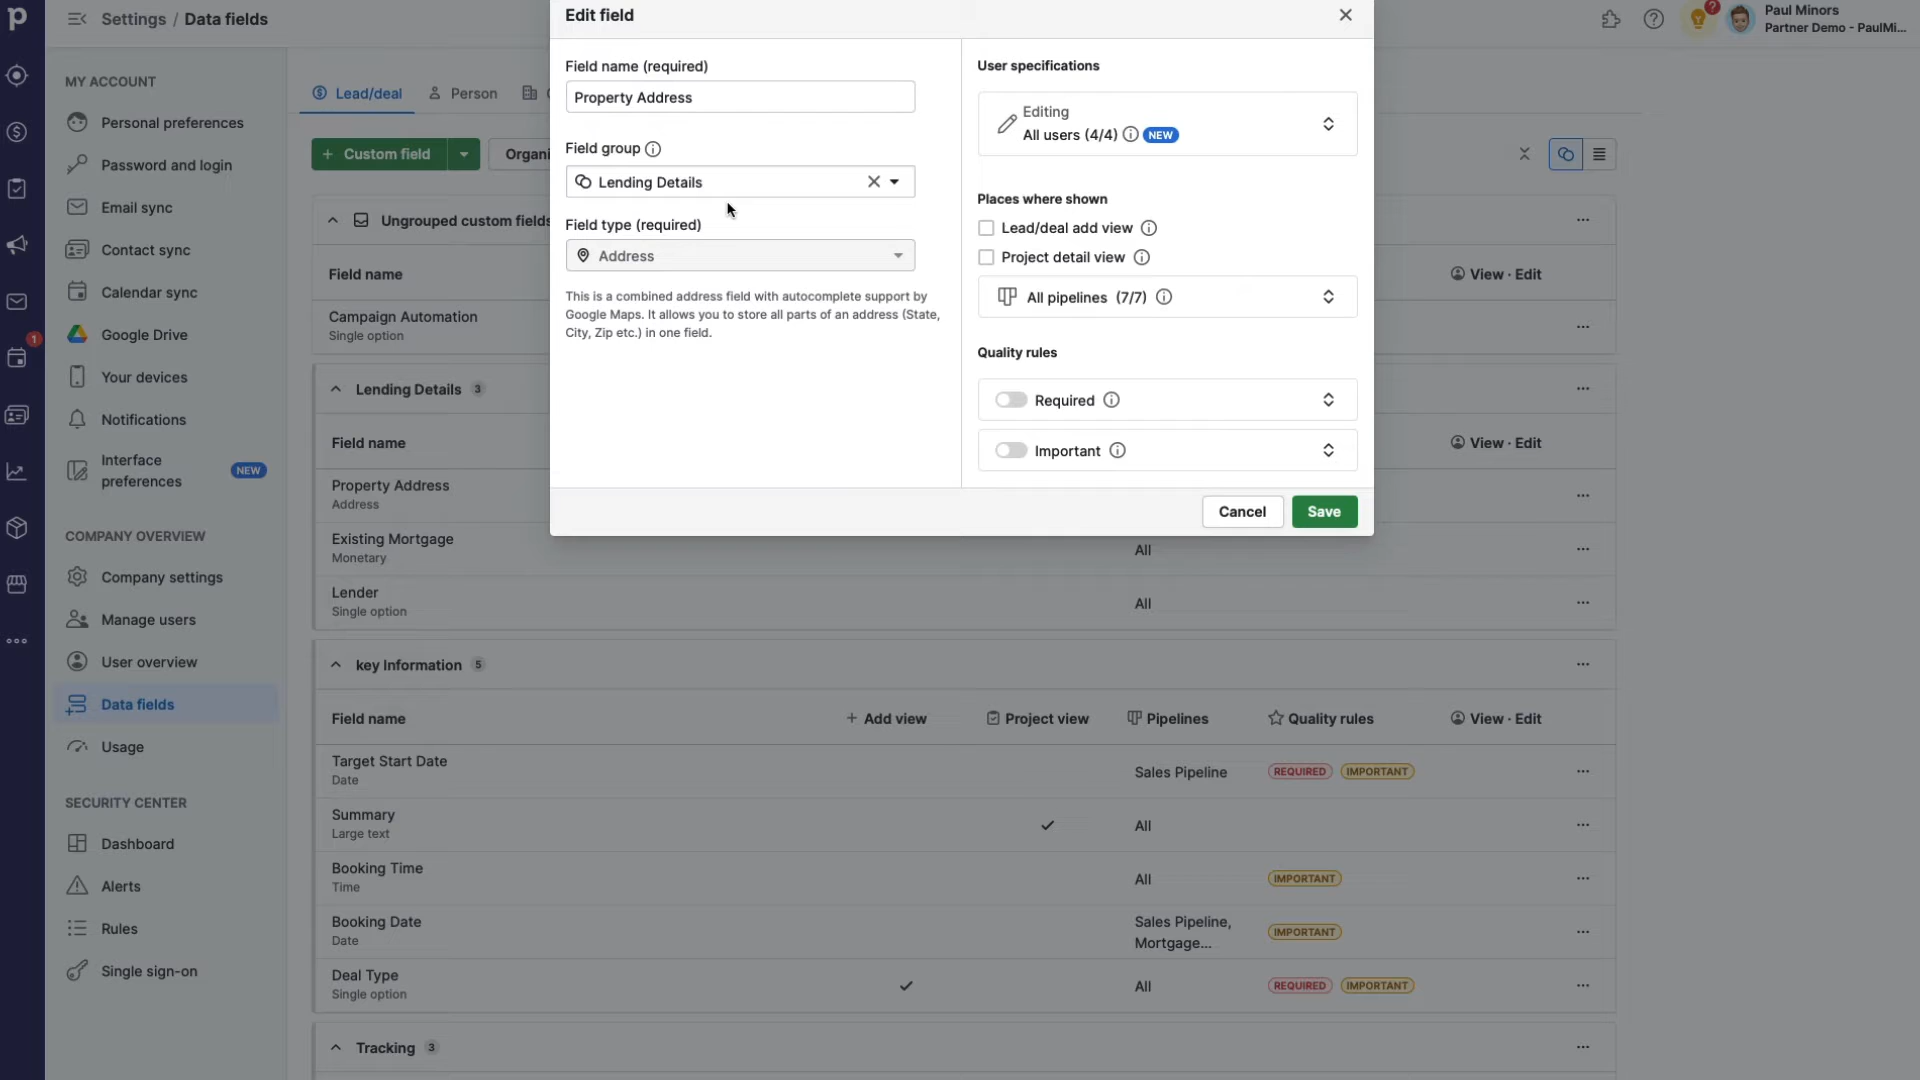 p
Settings / Data fields
?
Paul Minors
Partner Demo - PaulMi...
1
MY ACCOUNT
Personal preferences
Password and login
Email sync
Contact sync
Calendar sync
Google Drive
Your devices
Notifications
Interface
preferences
NEW
COMPANY OVERVIEW
Company settings
Manage users
User overview
Data fields
Usage
SECURITY CENTER
Dashboard
Alerts
Rules
Single sign-on
Lead/deal
Person
+ Custom field
Organi
Ungrouped custom fields
Field name
View · Edit
Campaign Automation
Single option
Lending Details 3
Field name
View · Edit
Property Address
Address
Existing Mortgage
Monetary
All
Lender
Single option
All
key Information 5
Field name
+ Add view
Project view
Pipelines
Quality rules
View · Edit
Target Start Date
Date
Sales Pipeline
REQUIRED
IMPORTANT
Summary
Large text
All
Booking Time
Time
All
IMPORTANT
Booking Date
Date
Sales Pipeline,
Mortgage...
IMPORTANT
Deal Type
Single option
All
REQUIRED
IMPORTANT
Tracking 3
Edit field
Field name (required)
Property Address
Field group
Lending Details
Field type (required)
Address
This is a combined address field with autocomplete support by
Google Maps. It allows you to store all parts of an address (State,
City, Zip etc.) in one field.
User specifications
Editing
All users (4/4)
NEW
Places where shown
Lead/deal add view
Project detail view
All pipelines (7/7)
Quality rules
Required
Important
Cancel
Save